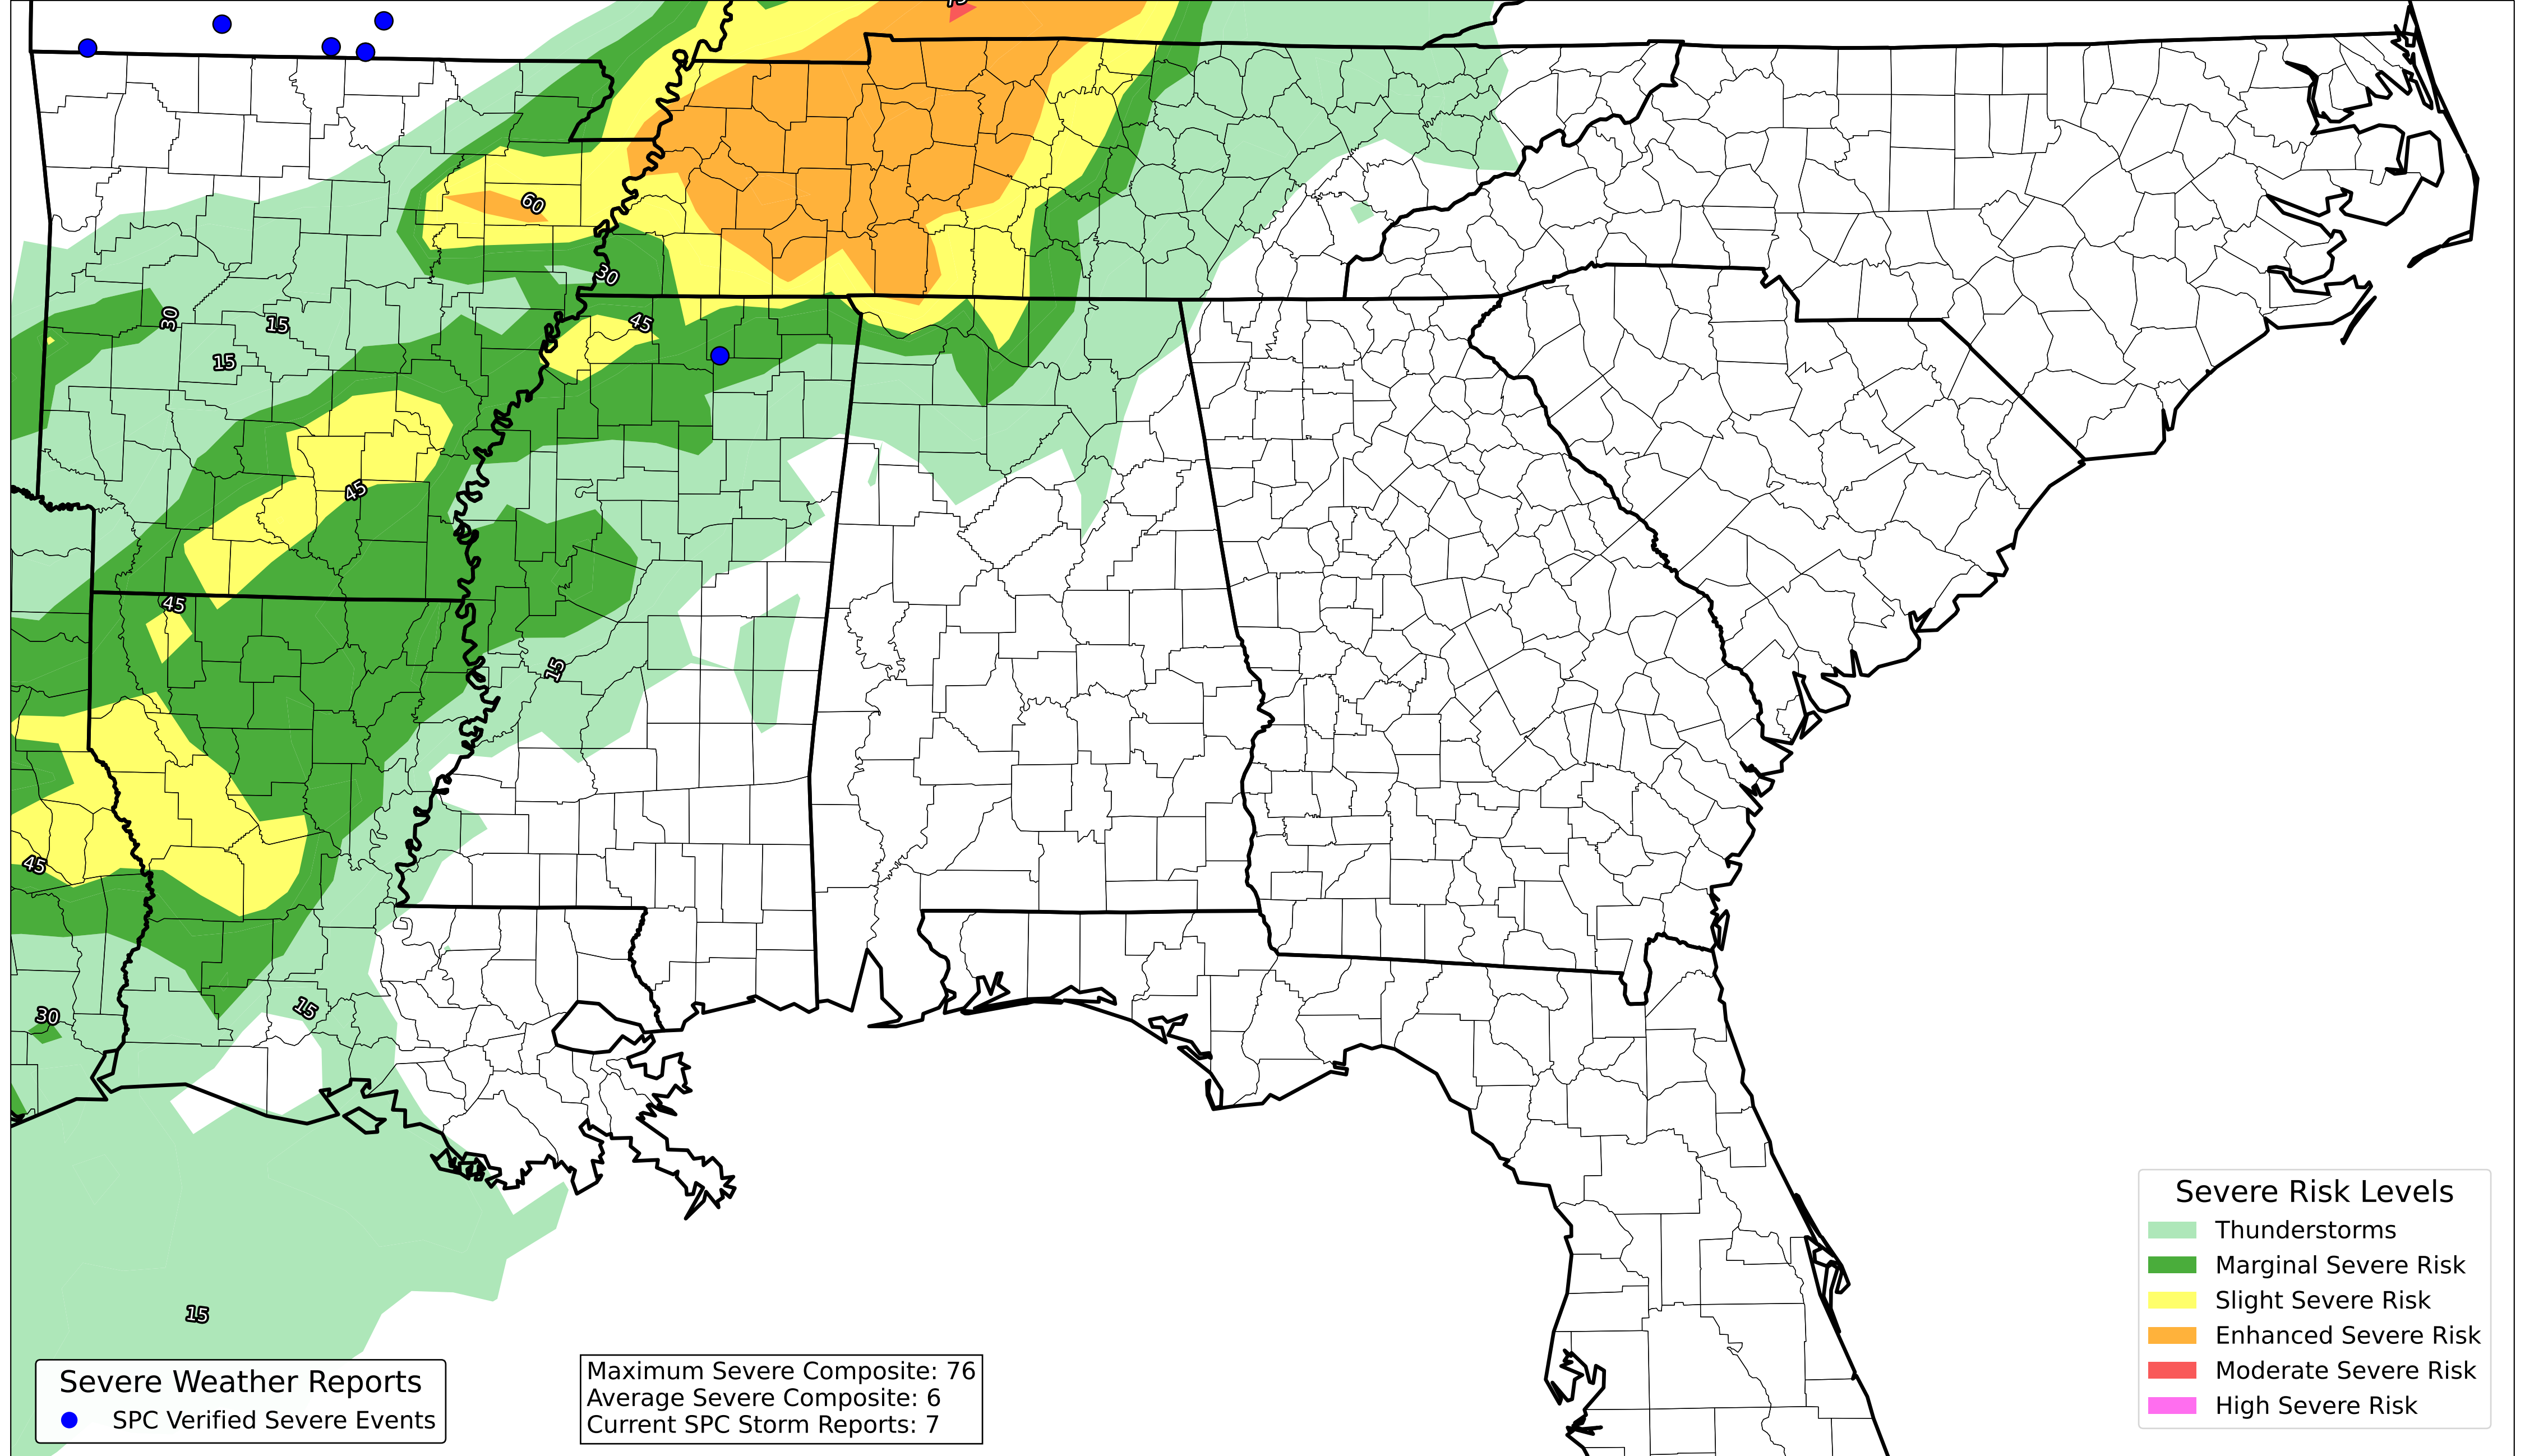 75
60
30
30
15
45
15
45
45
15
45
30
15
15
Severe Weather Reports
SPC Verified Severe Events
Maximum Severe Composite: 76
Average Severe Composite: 6
Current SPC Storm Reports: 7
Severe Risk Levels
Thunderstorms
Marginal Severe Risk
Slight Severe Risk
Enhanced Severe Risk
Moderate Severe Risk
High Severe Risk